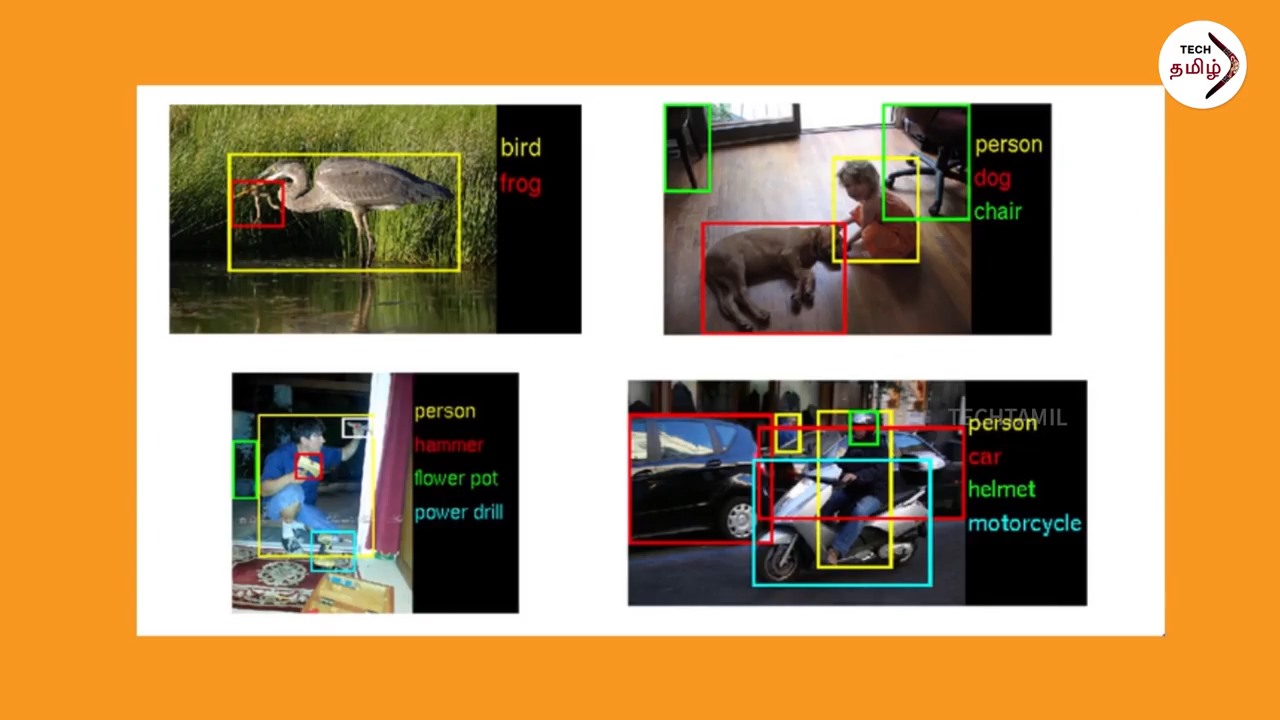 TECH
தமிழ்
bird
frog
person
dog
chair
person
hammer
flower pot
power drill
TECHTAMIL
person
car
helmet
motorcycle